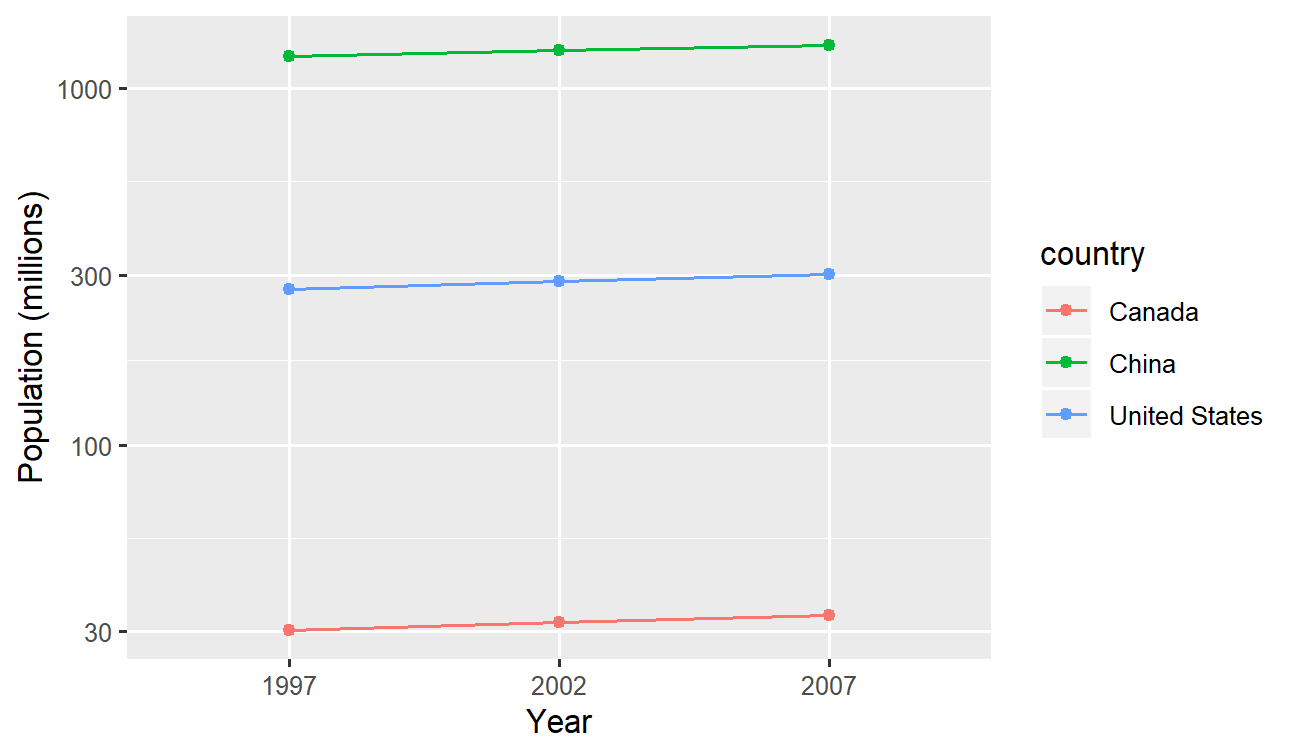 Population (millions)
1000
300
100
30
1997 2002 2007
Year
country
Canada
China
United States